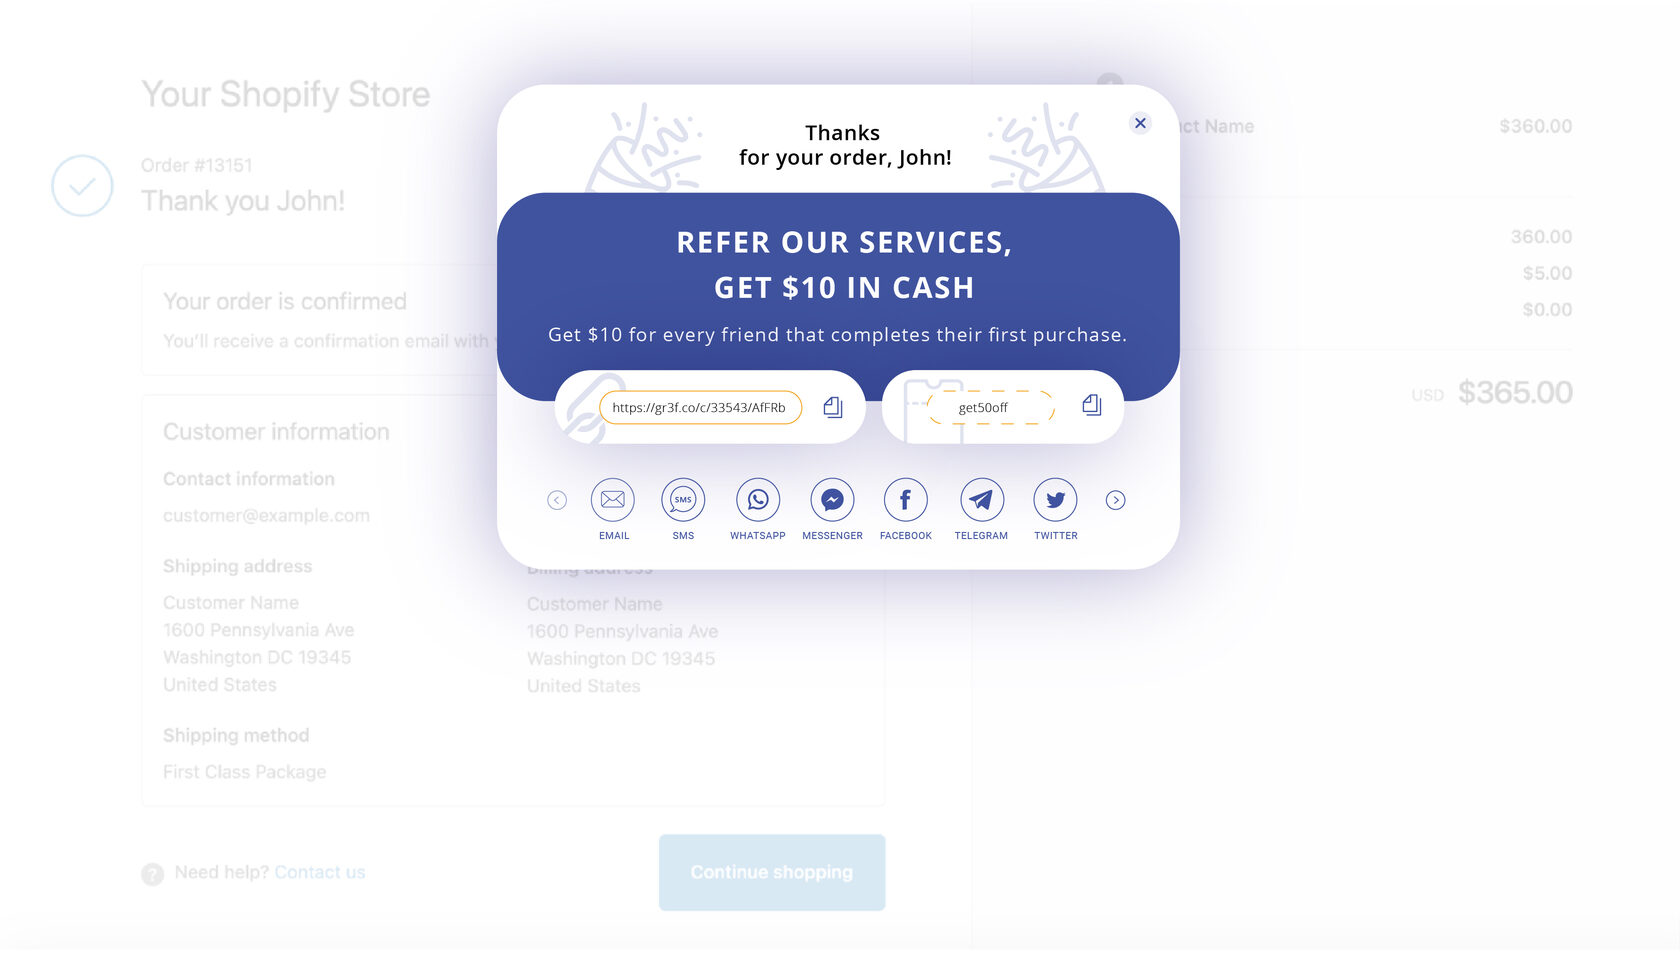 Your Shopify Store
Order #13151
Thank you John!
Your order is confirmed
You'll receive a confirmation email with
Customer information
Contact information
customer@example.com
Shipping address
Customer Name
1600 Pennsylvania Ave
Washington DC 19345
United States
Billing address
Customer Name
1600 Pennsylvania Ave
Washington DC 19345
United States
Shipping method
First Class Package
? Need help? Contact us
Continue shopping
Thanks
for your order, John!
REFER OUR SERVICES,
GET $10 IN CASH
Get $10 for every friend that completes their first purchase.
https://gr3f.co/c/33543/AfFRb
get50off
SMS
EMAIL
SMS
WHATSAPP
MESSENGER
FACEBOOK
TELEGRAM
TWITTER
Name
$360.00
360.00
$5.00
$0.00
USD $365.00